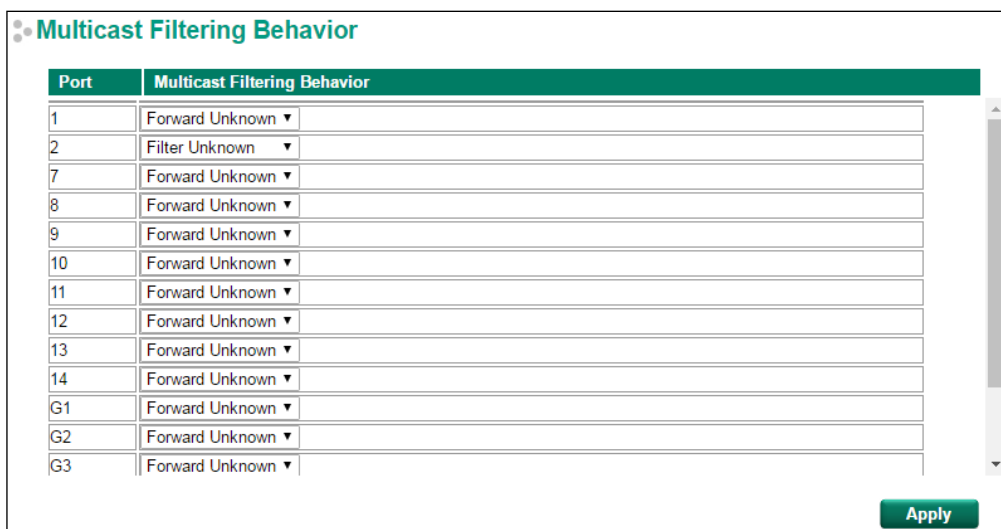 Multicast Filtering Behavior
Port Multicast Filtering Behavior
1 Forward Unknown
2 Filter Unknown
7 Forward Unknown
8 Forward Unknown
9 Forward Unknown
10 Forward Unknown
11 Forward Unknown
12 Forward Unknown
13 Forward Unknown
14 Forward Unknown
G1 Forward Unknown
G2 Forward Unknown
G3 Forward Unknown
Apply